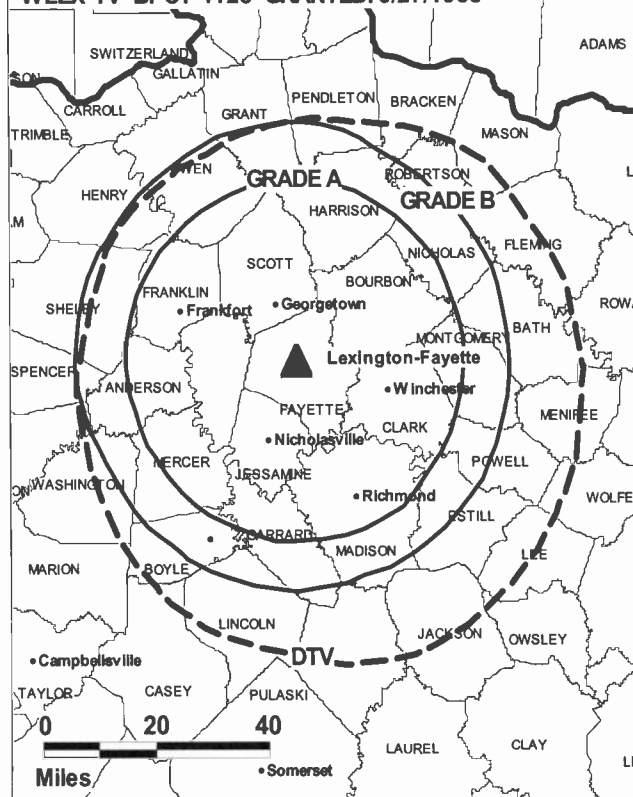 ADAMS
SWITZERLAND
GALLATIN
SON
CARROLL
PENDLETON
BRACKEN
GRANT
TRIMBLE
MASON
OWEN
ROBERTSON
GRADE A
HENRY
GRADE B
HARRISON
NICHOLAS
FLEMING
SCOTT
BOURBON
FRANKLIN
Georgetown
SHELBY
Frankfort
ROWA
BATH
MONTGOMERY
Lexington-Fayette
SPENCER
ANDERSON
Winchester
FAYETTE
MENIFEE
CLARK
Nicholasville
MERCER
POWELL
JESSAMINE
WASHINGTON
Richmond
WOLFE
ESTILL
GARRARD
MADISON
LEE
MARION
BOYLE
LINCOLN
JACKSON
OWSLEY
DTV
Campbellsville
TAYLOR
CASEY
PULASKI
0 20 40
LAUREL
CLAY
Miles
Somerset